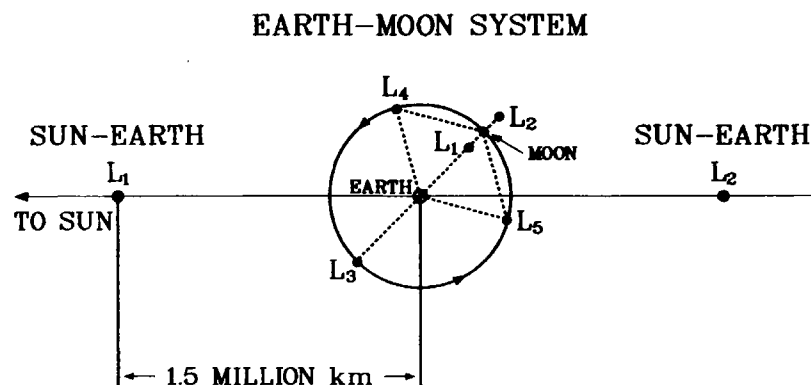 EARTH-MOON SYSTEM
L4
L2
SUN-EARTH
SUN-EARTH
L1
MOON
L1
EARTH
L2
TO SUN
L5
L3
1.5 MILLION km